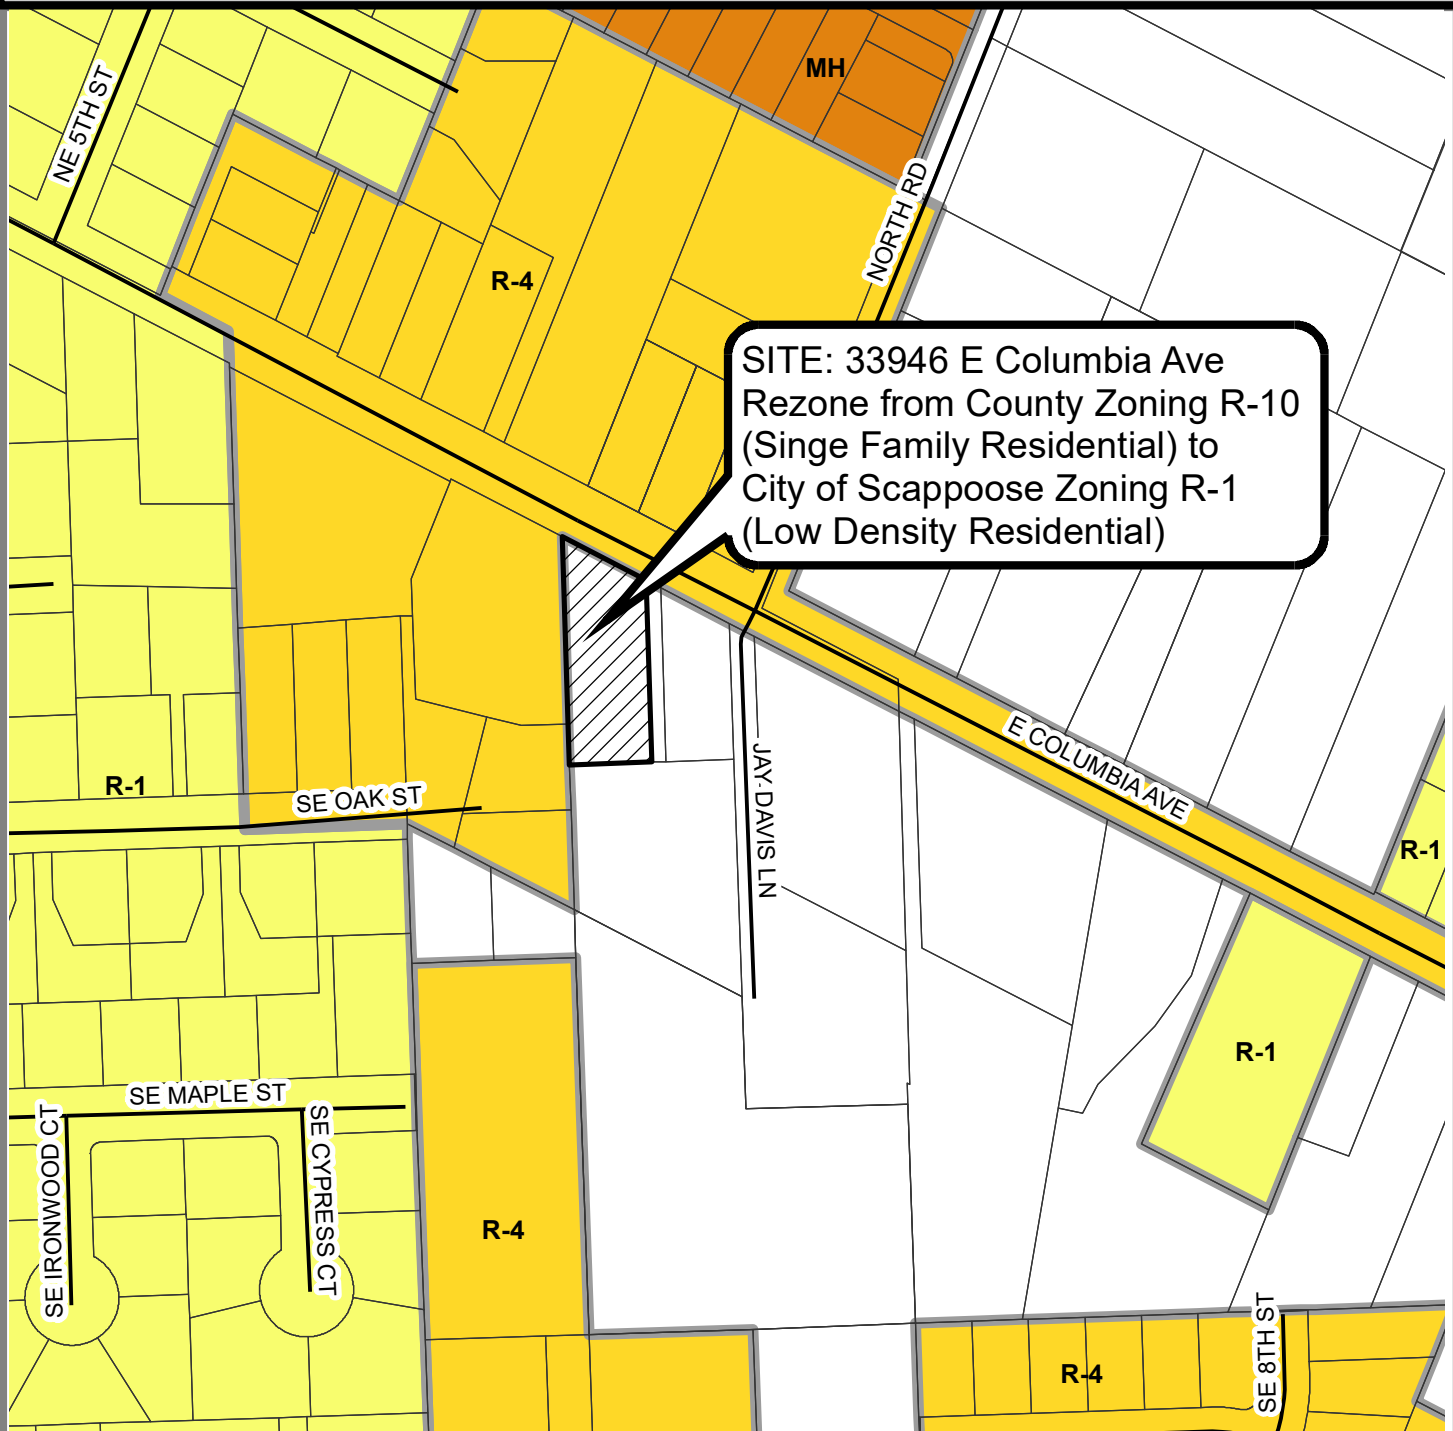 MH
NE 5TH ST
NORTH RD
R-4
SITE: 33946 E Columbia Ave
Rezone from County Zoning R-10
(Singe Family Residential) to
City of Scappoose Zoning R-1
(Low Density Residential)
E COLUMBIA AVE
JAY-DAVIS LN
R-1
SE OAK ST
R-1
R-1
SE MAPLE ST
SE IRONWOOD CT
SE CYPRESS CT
R-4
SE 8TH ST
R-4